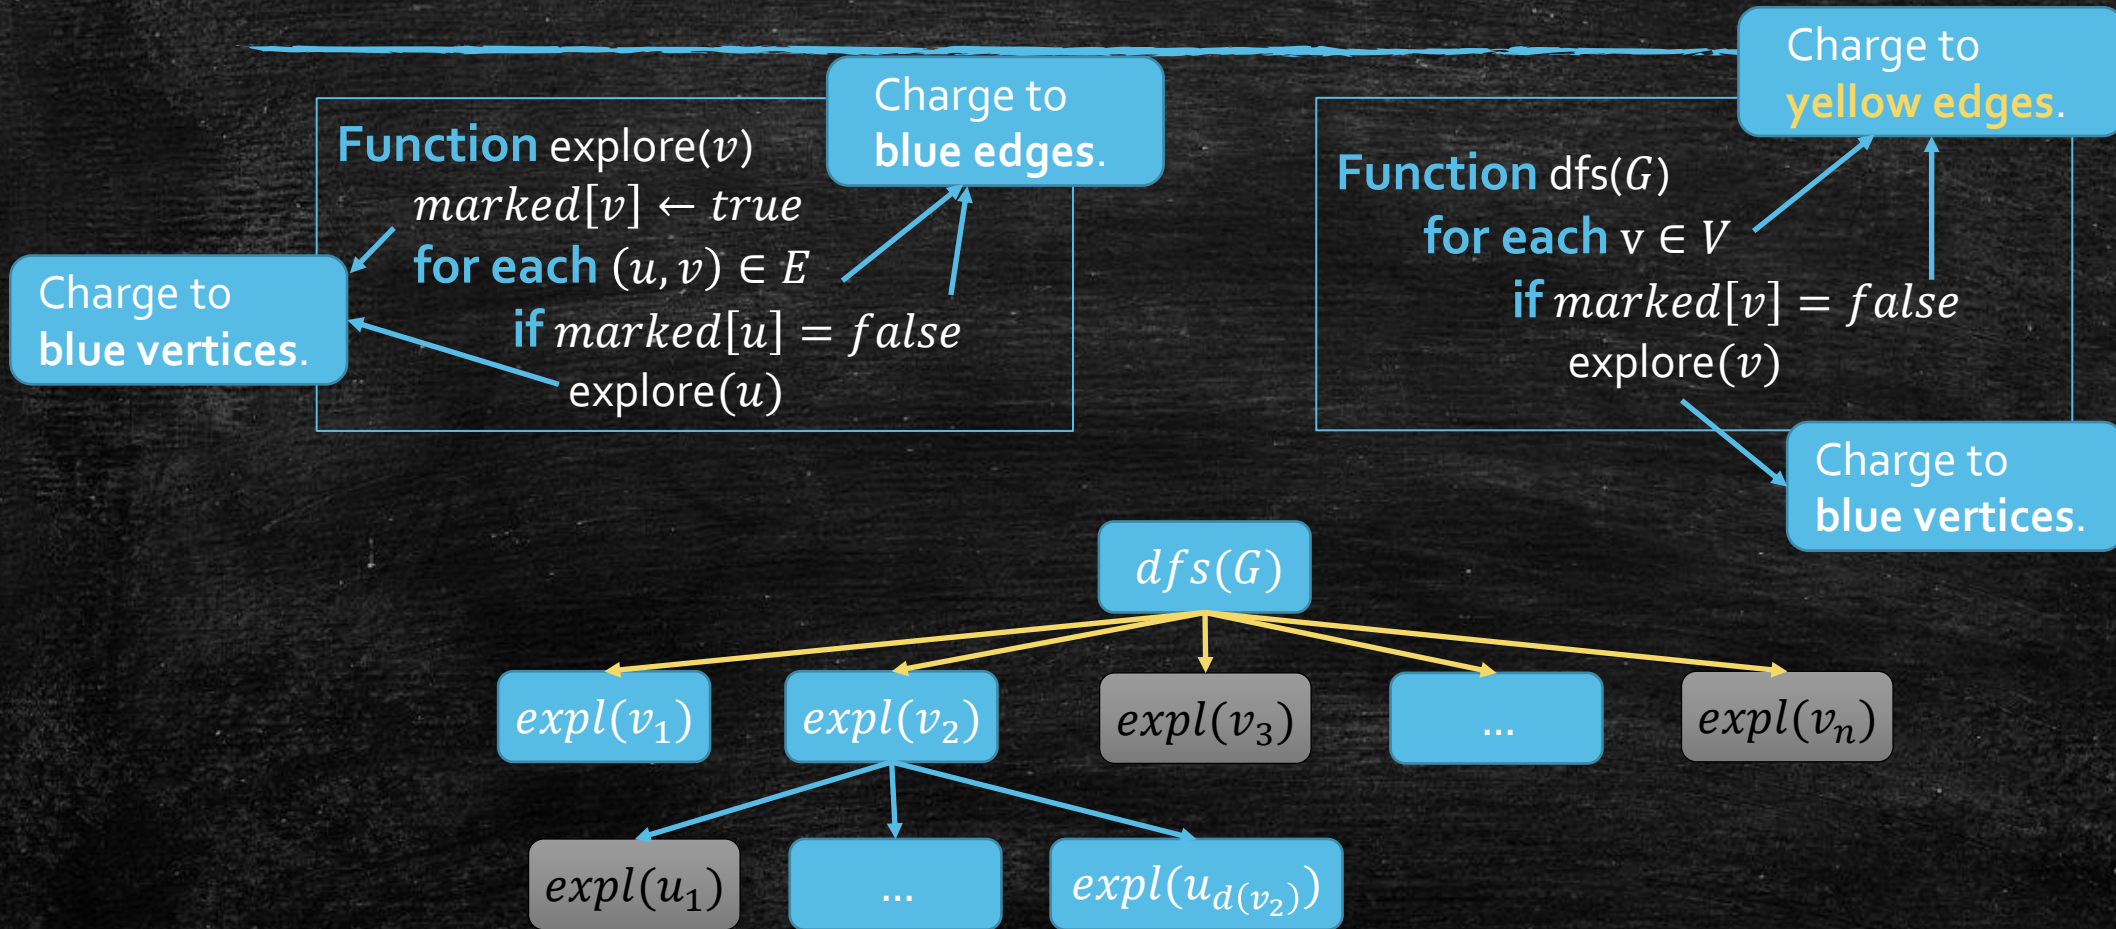 Charge to
blue edges.
Function explore(𝑣)
𝑚𝑎𝑟𝑘𝑒𝑑[𝑣] ← 𝑡𝑟𝑢𝑒
for each (𝑢, 𝑣) ∈ 𝐸
if 𝑚𝑎𝑟𝑘𝑒𝑑[𝑢] = 𝑓𝑎𝑙𝑠𝑒
explore(𝑢)
Charge to
blue vertices.
Charge to
yellow edges.
Function dfs(𝐺)
for each v ∈ 𝑉
if 𝑚𝑎𝑟𝑘𝑒𝑑[𝑣] = 𝑓𝑎𝑙𝑠𝑒
explore(𝑣)
Charge to
blue vertices.
𝑑𝑓𝑠(𝐺)
𝑒𝑥𝑝𝑙(𝑣₁)
𝑒𝑥𝑝𝑙(𝑣₂)
𝑒𝑥𝑝𝑙(𝑣₃)
...
𝑒𝑥𝑝𝑙(𝑣ₙ)
𝑒𝑥𝑝𝑙(𝑢₁)
...
𝑒𝑥𝑝𝑙(𝑢_{𝑑(𝑣₂)})